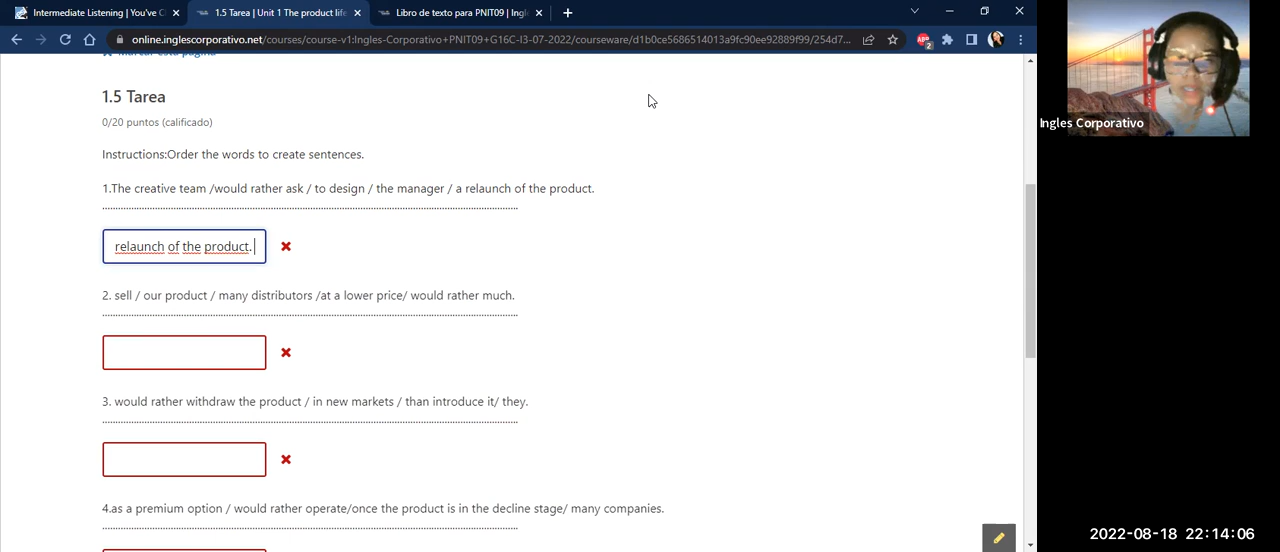 Intermediate Listening | You've C
1.5 Tarea | Unit 1 The product life
Libro de texto para PNIT09 | Ingl
online.inglescorporativo.net/courses/course-v1:Ingles-Corporativo+PNIT09+G16C-I3-07-2022/courseware/d1b0ce5686514013a9fc90ee92889f99/254d7...
2
Marcar esta página
1.5 Tarea
0/20 puntos (calificado)
Instructions:Order the words to create sentences.
1.The creative team /would rather ask / to design / the manager / a relaunch of the product.
relaunch of the product.
2. sell / our product / many distributors /at a lower price/ would rather much.
3. would rather withdraw the product / in new markets / than introduce it/ they.
4.as a premium option / would rather operate/once the product is in the decline stage/ many companies.
Ingles Corporativo
2022-08-18 22:14:06